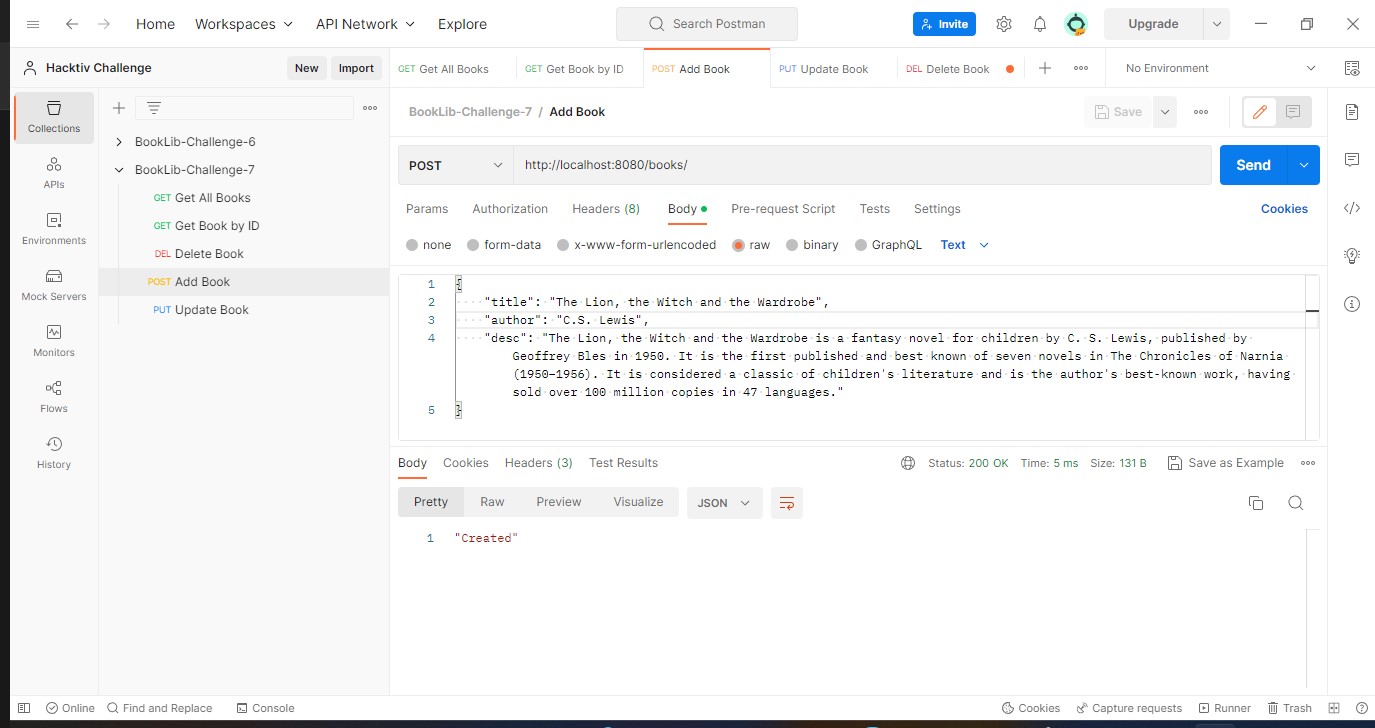 Home Workspaces API Network Explore Search Postman Invite Upgrade
Hacktiv Challenge New Import GET Get All Books GET Get Book by ID POST Add Book PUT Update Book DEL Delete Book No Environment
Collections
APIs
Environments
Mock Servers
Monitors
Flows
History
BookLib-Challenge-6
BookLib-Challenge-7
GET Get All Books
GET Get Book by ID
DEL Delete Book
POST Add Book
PUT Update Book
BookLib-Challenge-7 / Add Book Save
POST http://localhost:8080/books/ Send
Params Authorization Headers (8) Body Pre-request Script Tests Settings Cookies
none form-data x-www-form-urlencoded raw binary GraphQL Text
1 {
2 "title": "The Lion, the Witch and the Wardrobe",
3 "author": "C.S. Lewis",
4 "desc": "The Lion, the Witch and the Wardrobe is a fantasy novel for children by C. S. Lewis, published by
Geoffrey Bles in 1950. It is the first published and best known of seven novels in The Chronicles of Narnia
(1950–1956). It is considered a classic of children's literature and is the author's best-known work, having
sold over 100 million copies in 47 languages."
5 }
Body Cookies Headers (3) Test Results Status: 200 OK Time: 5 ms Size: 131 B Save as Example
Pretty Raw Preview Visualize JSON
1 "Created"
Online Find and Replace Console Cookies Capture requests Runner Trash